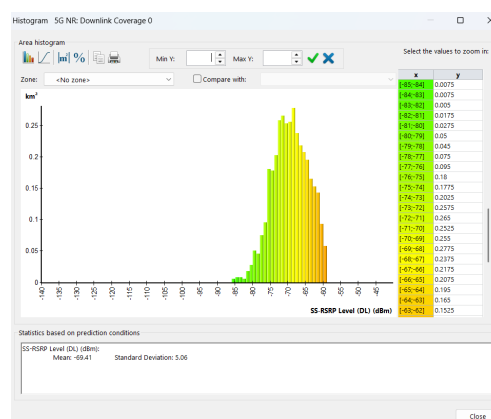 Histogram 5G NR: Downlink Coverage 0
Area histogram
Min Y:
Max Y:
Select the values to zoom in:
Zone: <No zone>
Compare with:
km²
0.25
0.2
0.15
0.1
0.05
0
-140 -135 -130 -125 -120 -115 -110 -105 -100 -95 -90 -85 -80 -75 -70 -65 -60 -55 -50 -45
SS-RSRP Level (DL) (dBm)
x y
[-85;-84] 0.0075
[-84;-83] 0.0075
[-83;-82] 0.005
[-82;-81] 0.0175
[-81;-80] 0.0275
[-80;-79] 0.05
[-79;-78] 0.045
[-78;-77] 0.075
[-77;-76] 0.095
[-76;-75] 0.18
[-75;-74] 0.1775
[-74;-73] 0.2025
[-73;-72] 0.2575
[-72;-71] 0.265
[-71;-70] 0.2525
[-70;-69] 0.255
[-69;-68] 0.2775
[-68;-67] 0.2375
[-67;-66] 0.2175
[-66;-65] 0.2075
[-65;-64] 0.195
[-64;-63] 0.165
[-63;-62] 0.1525
Statistics based on prediction conditions
SS-RSRP Level (DL) (dBm):
Mean: -69.41 Standard Deviation: 5.06
Close